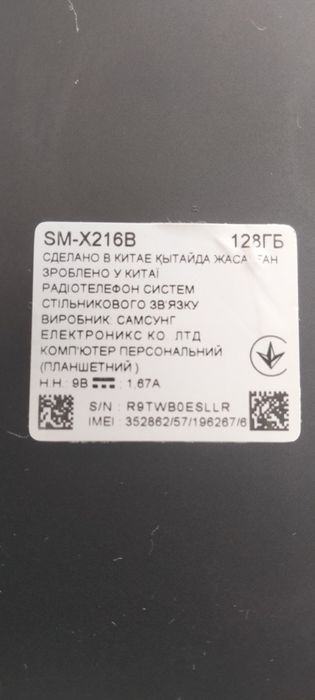 SM-X216B 128ГБ
СДЕЛАНО В КИТАЕ ҚЫТАЙДА
ЗРОБЛЕНО У КИТАЇ
РАДІОТЕЛЕФОН СИСТЕМ
СТІЛЬНИКОВОГО ЗВ'ЯЗКУ
ВИРОБНИК: САМСУНГ
ЕЛЕКТРОНИКС КО. ЛТД
КОМП'ЮТЕР ПЕРСОНАЛЬНИЙ
(ПЛАНШЕТНИЙ)
Н.Н.: 9В ⎓ : 1,67А
S/N : R9TWB0ESLLR
IMEI : 352862/57/196267/6